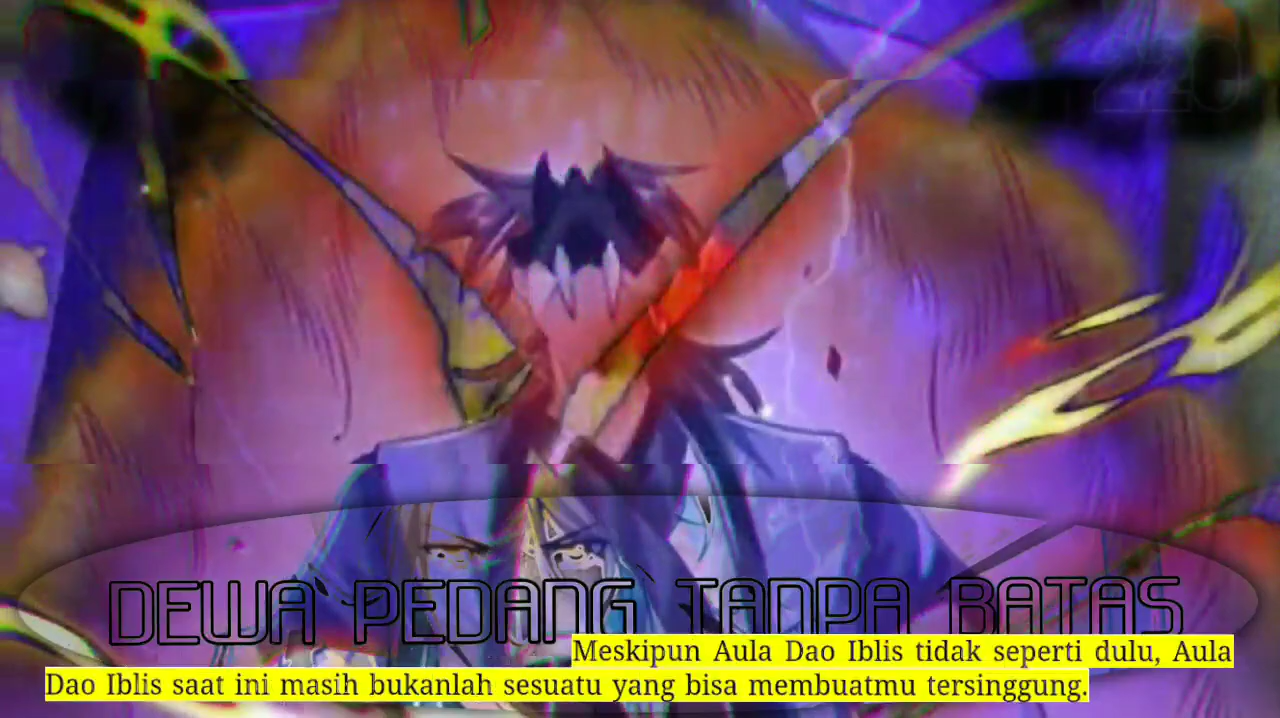 220
DEWA PEDANG TANPA BATAS
Meskipun Aula Dao Iblis tidak seperti dulu, Aula
Dao Iblis saat ini masih bukanlah sesuatu yang bisa membuatmu tersinggung.